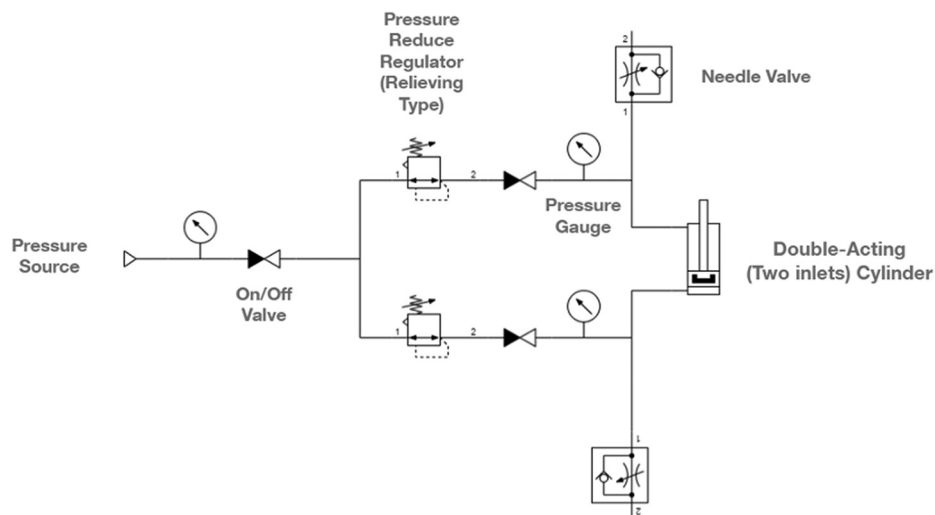 Pressure
Reduce
Regulator
(Relieving
Type)
2
Needle Valve
1
1
2
Pressure
Gauge
Pressure
Source
Double-Acting
(Two inlets) Cylinder
On/Off
Valve
1
2
1
2